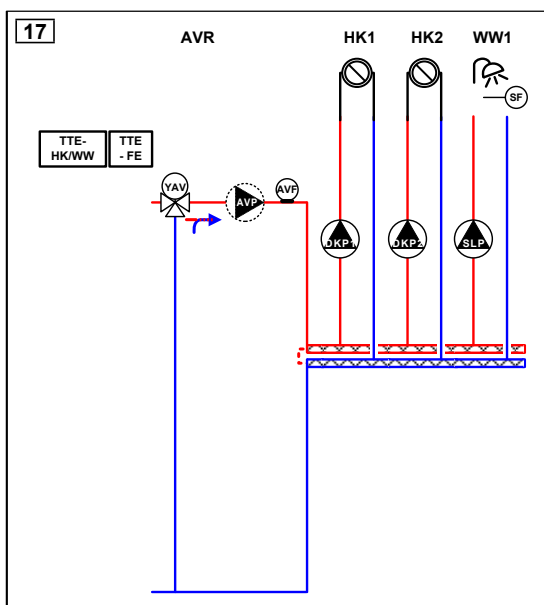 17
AVR
HK1
HK2
WW1
SF
TTE-
HK/WW
TTE
- FE
YAV
AVP
AVF
DKP1
DKP2
SLP